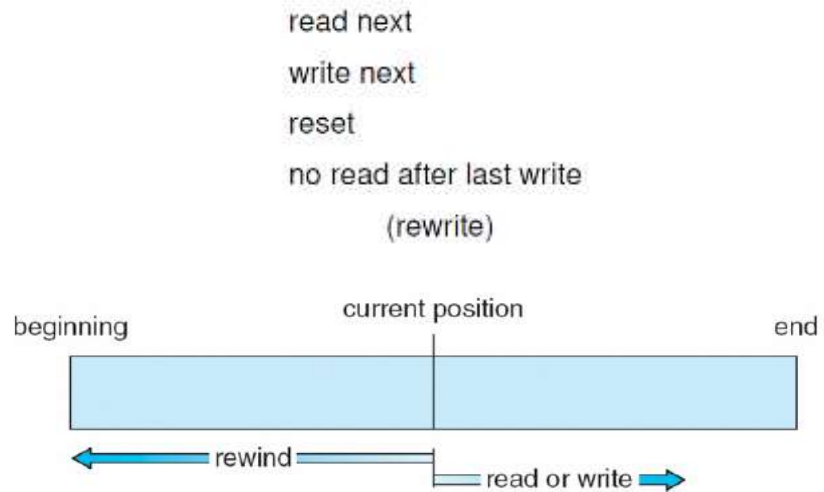 read next
write next
reset
no read after last write
(rewrite)
current position
beginning
end
rewind
read or write